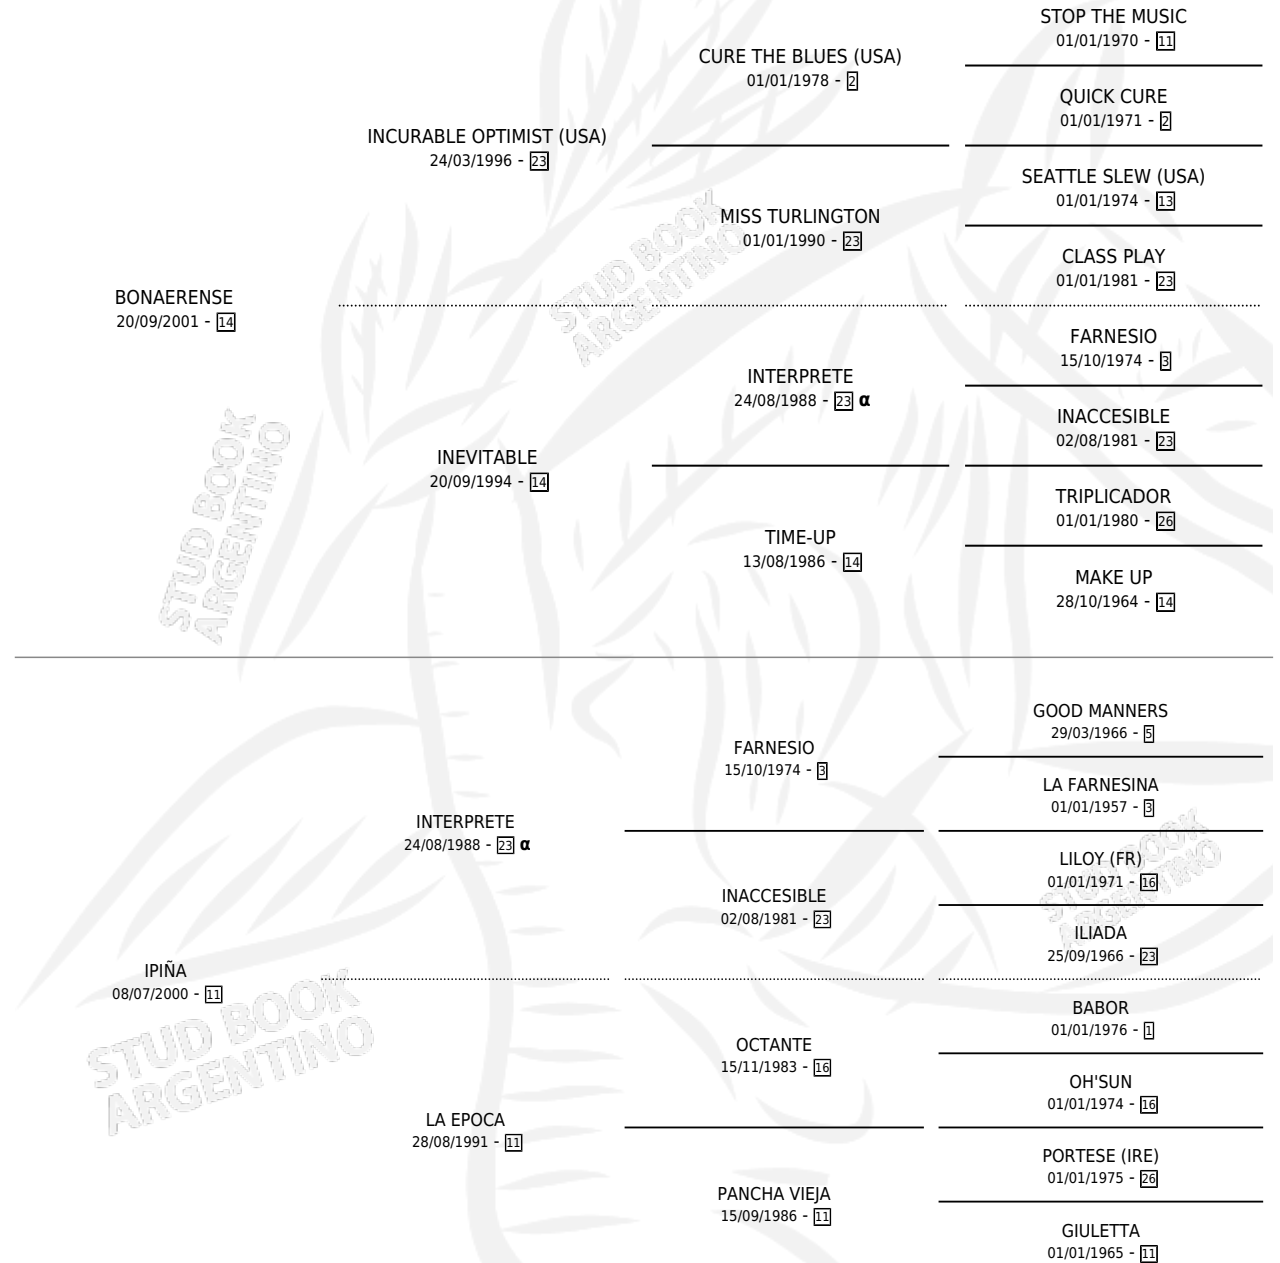 STOP THE MUSIC
01/01/1970 - 11
CURE THE BLUES (USA)
01/01/1978 - 2
QUICK CURE
01/01/1971 - 2
INCURABLE OPTIMIST (USA)
24/03/1996 - 23
SEATTLE SLEW (USA)
01/01/1974 - 13
MISS TURLINGTON
01/01/1990 - 23
CLASS PLAY
01/01/1981 - 23
BONAERENSE
20/09/2001 - 14
FARNESIO
15/10/1974 - 3
INTERPRETE
24/08/1988 - 23 α
INACCESIBLE
02/08/1981 - 23
INEVITABLE
20/09/1994 - 14
TRIPLICADOR
01/01/1980 - 26
TIME-UP
13/08/1986 - 14
MAKE UP
28/10/1964 - 14
GOOD MANNERS
29/03/1966 - 5
FARNESIO
15/10/1974 - 3
LA FARNESINA
01/01/1957 - 3
INTERPRETE
24/08/1988 - 23 α
LILOY (FR)
01/01/1971 - 16
INACCESIBLE
02/08/1981 - 23
ILIADA
25/09/1966 - 23
IPIÑA
08/07/2000 - 11
BABOR
01/01/1976 - 1
OCTANTE
15/11/1983 - 16
OH'SUN
01/01/1974 - 16
LA EPOCA
28/08/1991 - 11
PORTESE (IRE)
01/01/1975 - 26
PANCHA VIEJA
15/09/1986 - 11
GIULETTA
01/01/1965 - 11
STUD BOOK
ARGENTINO
STUD BOOK
ARGENTINO
STUD BOOK
ARGENTINO
STUD BOOK
ARGENTINO